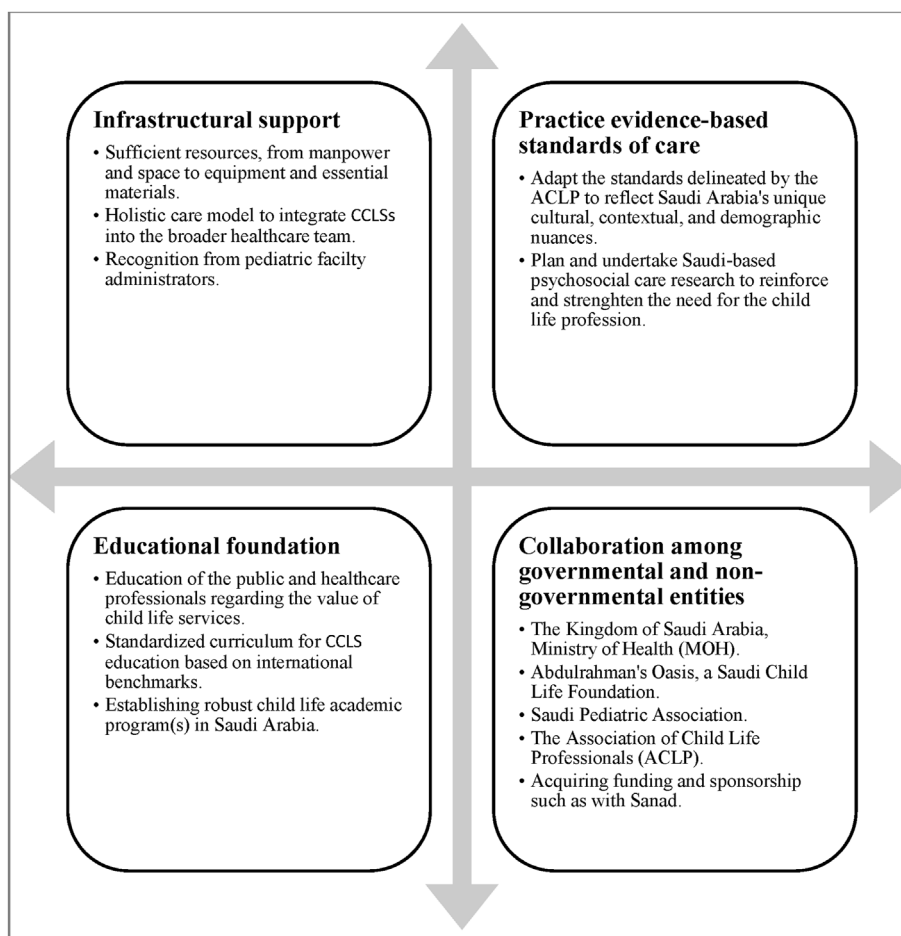 Infrastructural support
• Sufficient resources, from manpower
and space to equipment and essential
materials.
• Holistic care model to integrate CCLSs
into the broader healthcare team.
• Recognition from pediatric facilty
administrators.
Practice evidence-based
standards of care
• Adapt the standards delineated by the
ACLP to reflect Saudi Arabia's unique
cultural, contextual, and demographic
nuances.
• Plan and undertake Saudi-based
psychosocial care research to reinforce
and strenghten the need for the child
life profession.
Educational foundation
• Education of the public and healthcare
professionals regarding the value of
child life services.
• Standardized curriculum for CCLS
education based on international
benchmarks.
• Establishing robust child life academic
program(s) in Saudi Arabia.
Collaboration among
governmental and non-
governmental entities
• The Kingdom of Saudi Arabia,
Ministry of Health (MOH).
• Abdulrahman's Oasis, a Saudi Child
Life Foundation.
• Saudi Pediatric Association.
• The Association of Child Life
Professionals (ACLP).
• Acquiring funding and sponsorship
such as with Sanad.